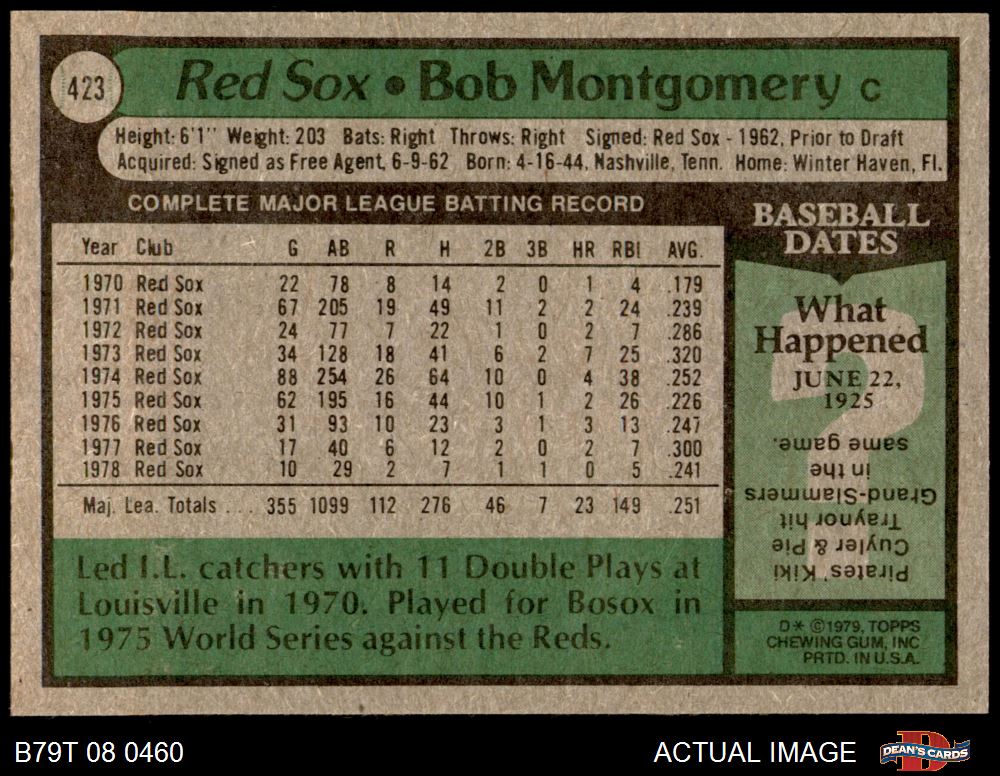 423
Red Sox • Bob Montgomery C
Height: 6'1" Weight: 203 Bats: Right Throws: Right Signed: Red Sox - 1962, Prior to Draft
Acquired: Signed as Free Agent, 6-9-62 Born: 4-16-44, Nashville, Tenn. Home: Winter Haven, Fl.
COMPLETE MAJOR LEAGUE BATTING RECORD
Year Club G AB R H 2B 3B HR RBI AVG.
1970 Red Sox 22 78 8 14 2 0 1 4 .179
1971 Red Sox 67 205 19 49 11 2 2 24 .239
1972 Red Sox 24 77 7 22 1 0 2 7 .286
1973 Red Sox 34 128 18 41 6 2 7 25 .320
1974 Red Sox 88 254 26 64 10 0 4 38 .252
1975 Red Sox 62 195 16 44 10 1 2 26 .226
1976 Red Sox 31 93 10 23 3 1 3 13 .247
1977 Red Sox 17 40 6 12 2 0 2 7 .300
1978 Red Sox 10 29 2 7 1 1 0 5 .241
Maj. Lea. Totals . . . 355 1099 112 276 46 7 23 149 .251
Led I.L. catchers with 11 Double Plays at
Louisville in 1970. Played for Bosox in
1975 World Series against the Reds.
BASEBALL
DATES
What
Happened
JUNE 22,
1925
Pirates' Kiki
Cuyler & Pie
Traynor hit
Grand-Slammers
in the
same game.
D* ©1979, TOPPS
CHEWING GUM, INC
PRTD. IN U.S.A.
B79T 08 0460
ACTUAL IMAGE
DEAN'S CARDS